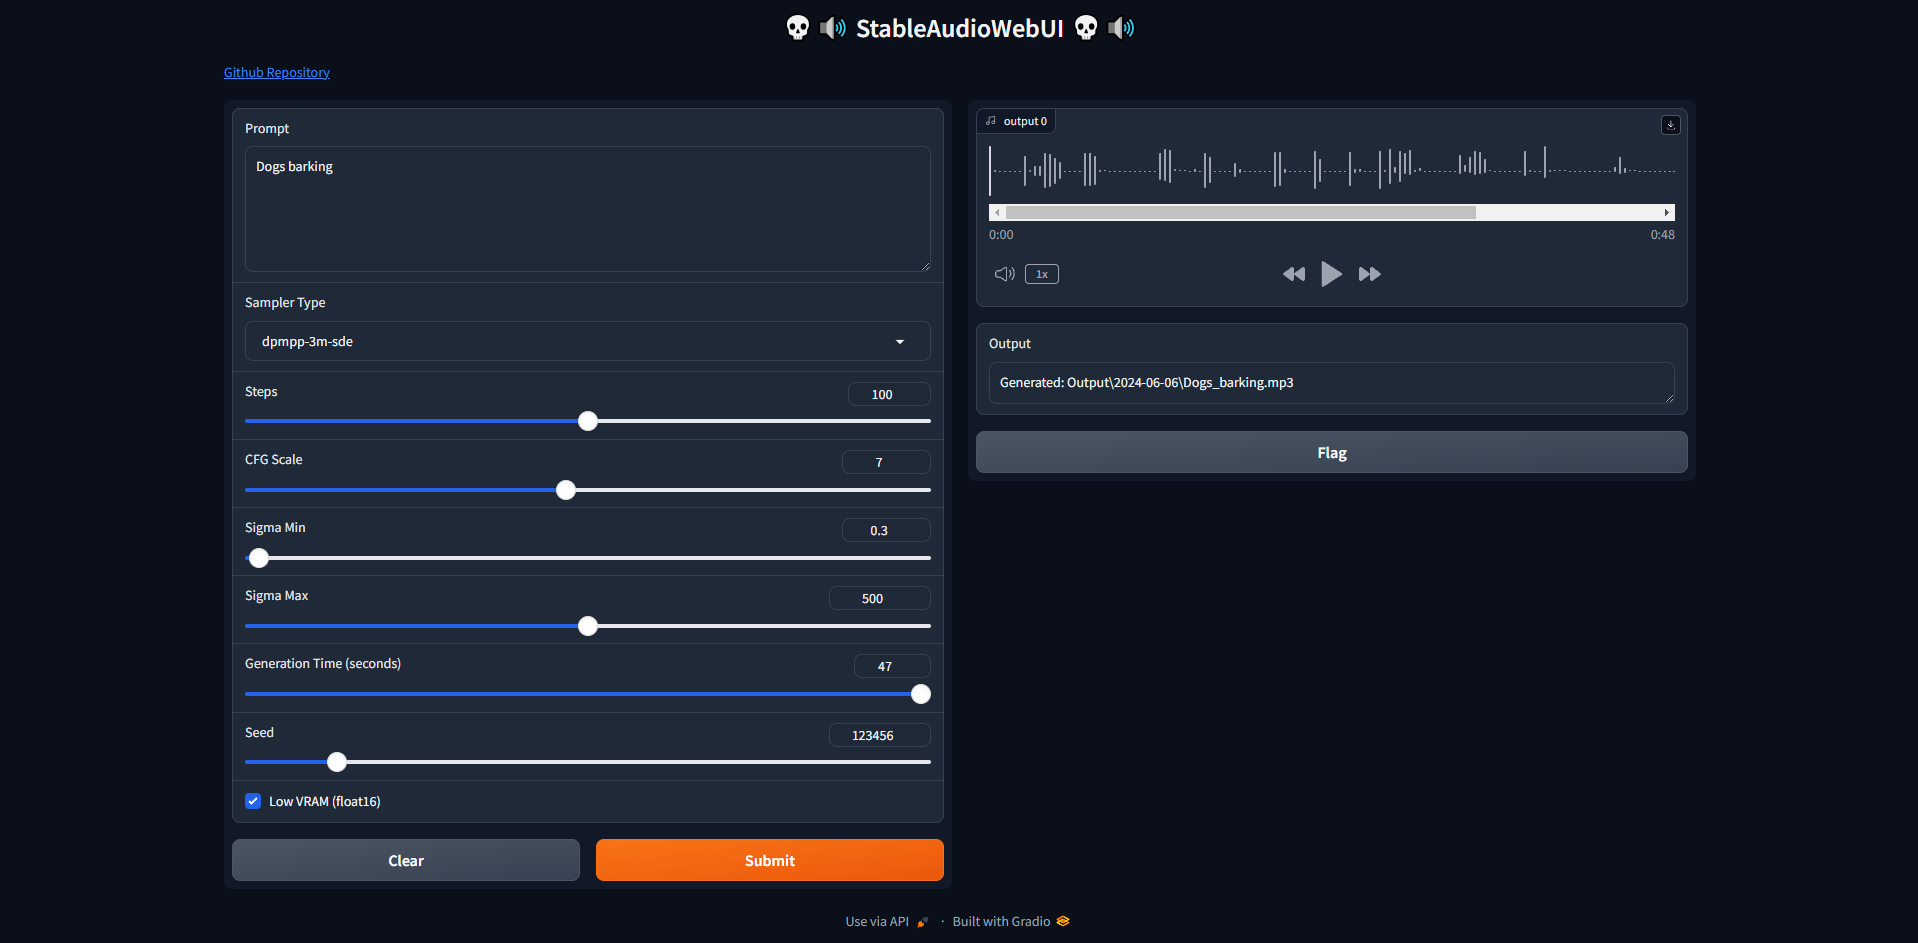 StableAudioWebUI
Github Repository
Prompt
Dogs barking
Sampler Type
dpmpp-3m-sde
Steps
100
CFG Scale
7
Sigma Min
0.3
Sigma Max
500
Generation Time (seconds)
47
Seed
123456
Low VRAM (float16)
Clear
Submit
output 0
0:00
0:48
1x
Output
Generated: Output\2024-06-06\Dogs_barking.mp3
Flag
Use via API · Built with Gradio